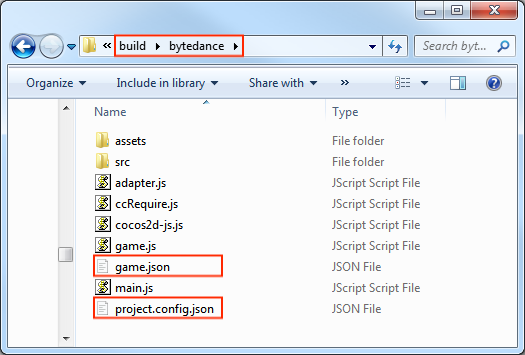 « build ▸ bytedance ▸
Search byt...
Organize Include in library Share with »
Name Type
assets File folder
src File folder
adapter.js JScript Script File
ccRequire.js JScript Script File
cocos2d-js.js JScript Script File
game.js JScript Script File
game.json JSON File
main.js JScript Script File
project.config.json JSON File